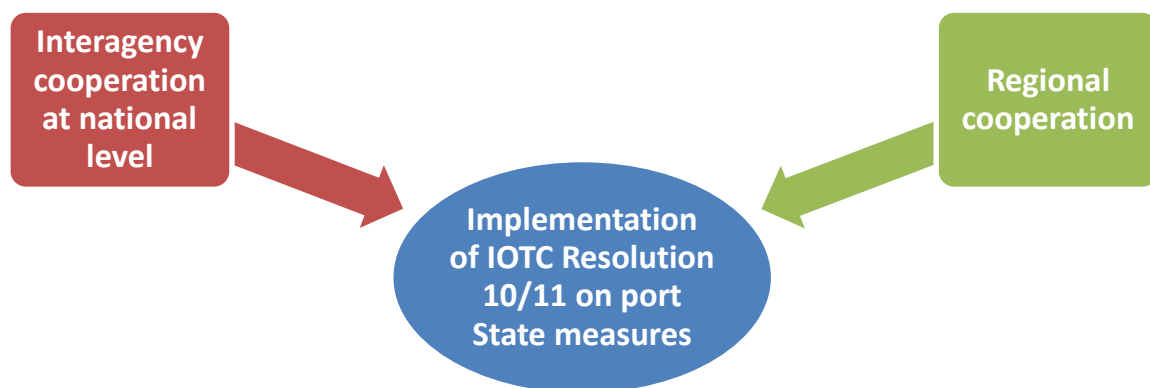 Interagency
cooperation
at national
level
Regional
cooperation
Implementation
of IOTC Resolution
10/11 on port
State measures